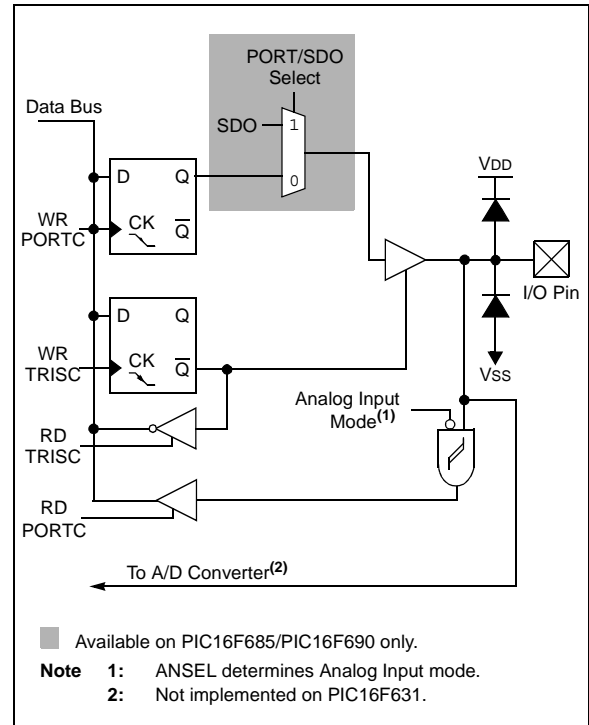 PORT/SDO
Select
Data Bus
SDO
1
0
VDD
D Q
WR
PORTC
CK
Q
I/O Pin
D Q
WR
TRISC
CK
Q
VSS
Analog Input
Mode(1)
RD
TRISC
RD
PORTC
To A/D Converter(2)
Available on PIC16F685/PIC16F690 only.
Note 1: ANSEL determines Analog Input mode.
2: Not implemented on PIC16F631.